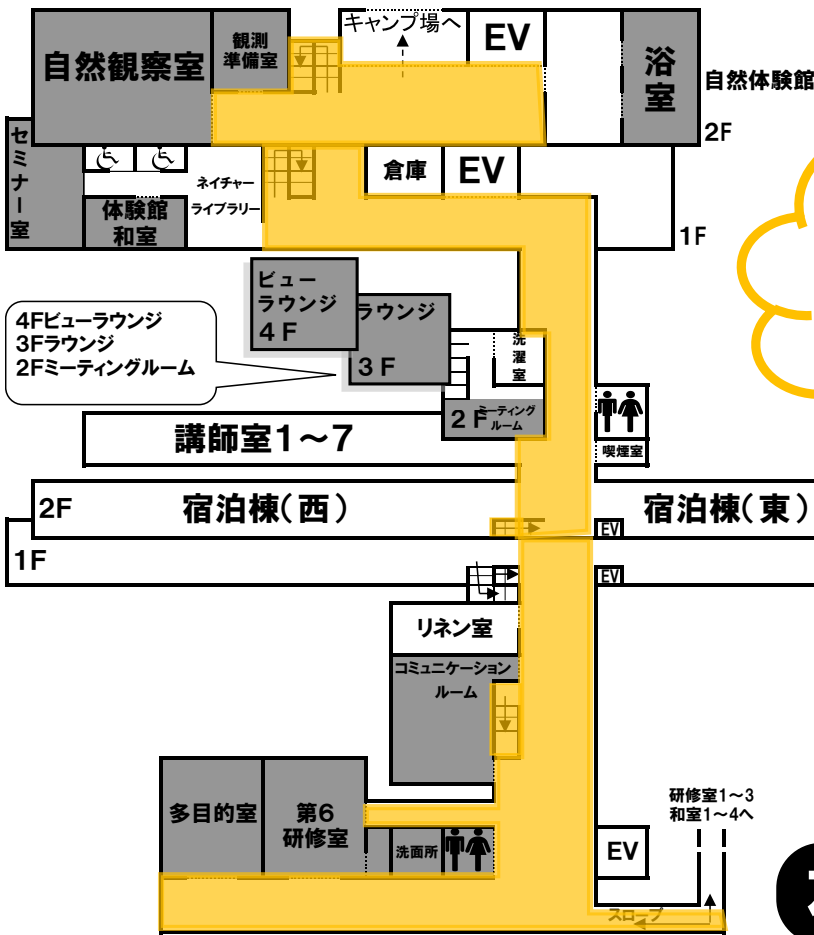 キャンプ場へ
自然観察室
観測
準備室
EV
浴
室
自然体験館
2F
セミナー室
ネイチャー
ライブラリー
体験館
和室
倉庫
EV
1F
ビュー
ラウンジ
4F
ラウンジ
3F
4Fビューラウンジ
3Fラウンジ
2Fミーティングルーム
洗濯室
2F
ミーティング
ルーム
講師室1～7
喫煙室
2F
宿泊棟(西)
EV
宿泊棟(東)
1F
EV
リネン室
コミュニケーション
ルーム
多目的室
第6
研修室
洗面所
EV
研修室1～3
和室1～4へ
スロープ